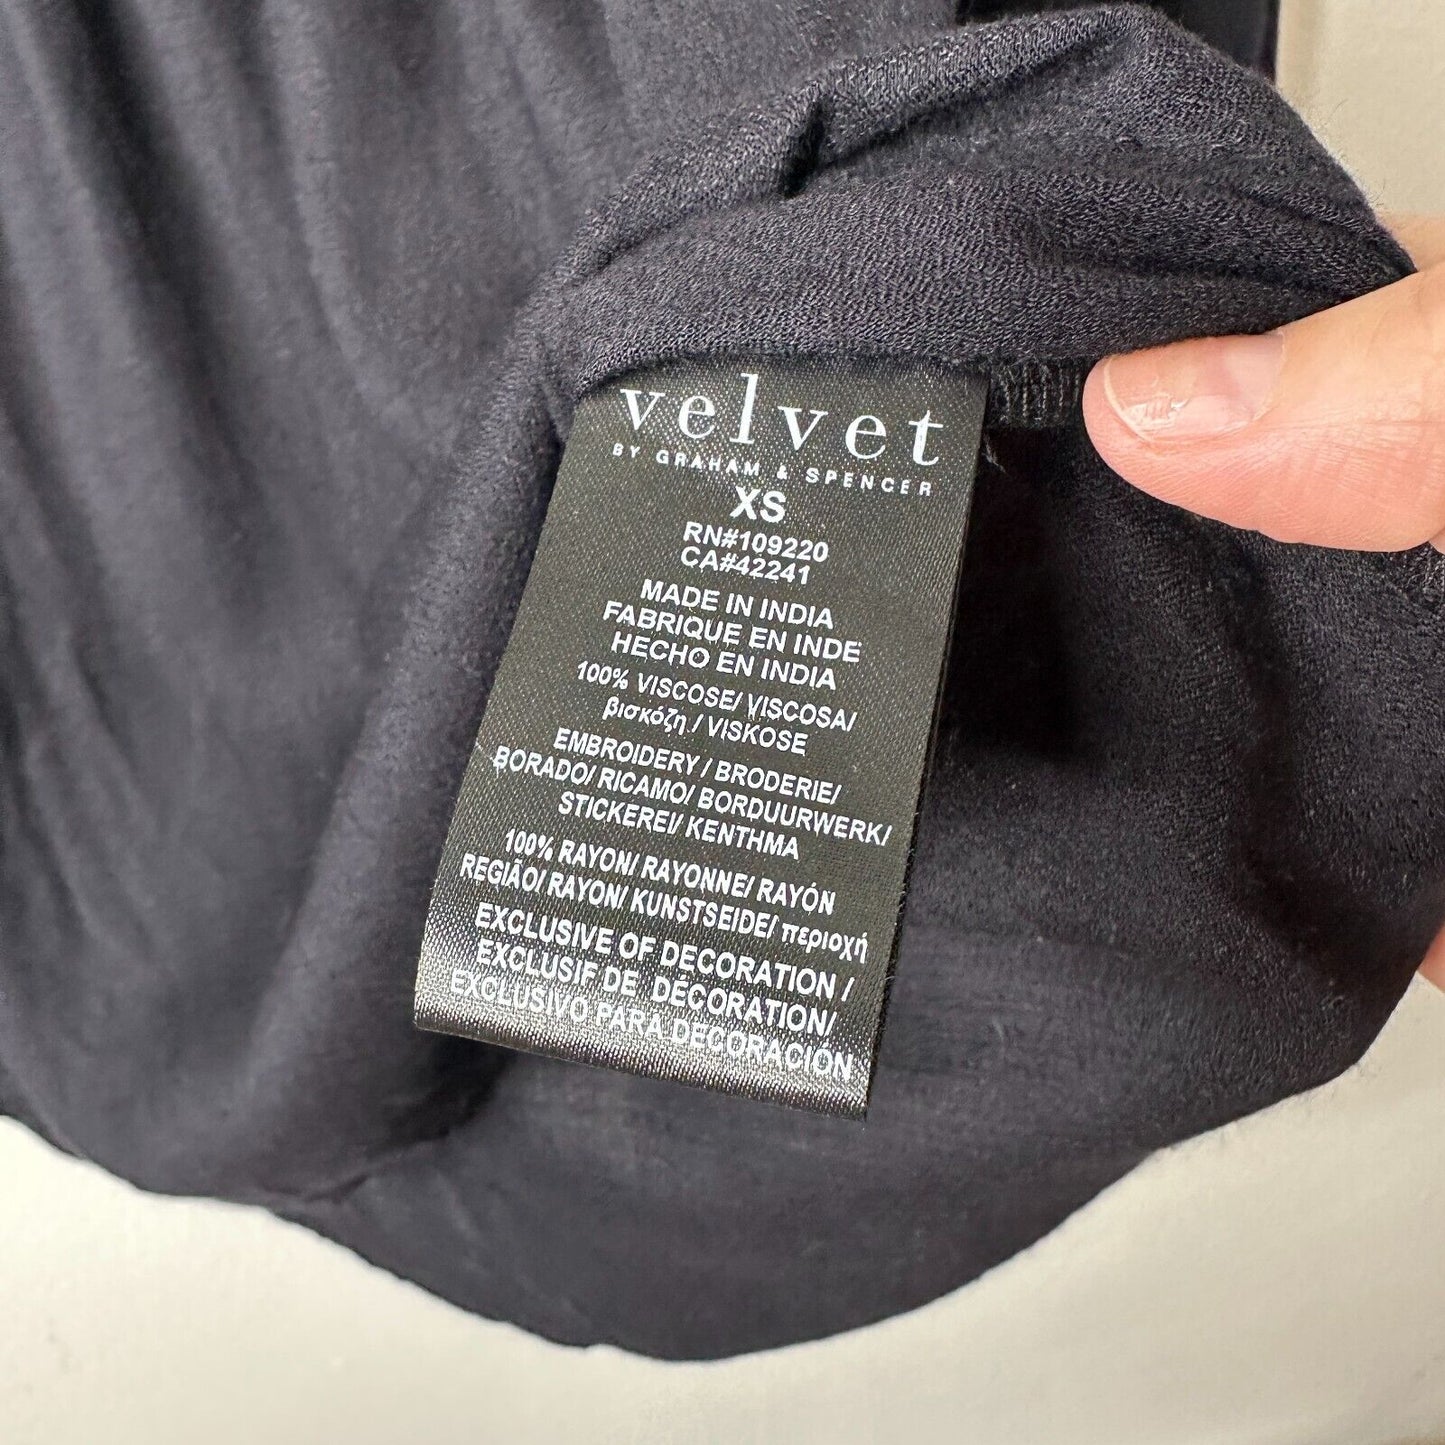 velvet
BY GRAHAM & SPENCER
XS
RN#109220
CA#42241
MADE IN INDIA
FABRIQUE EN INDE
HECHO EN INDIA
100% VISCOSE/ VISCOSA/
βισκόζη / VISKOSE
EMBROIDERY / BRODERIE/
BORADO/ RICAMO/ BORDUURWERK/
STICKEREI/ KENTHMA
100% RAYON/ RAYONNE/ RAYÓN
REGIÃO/ RAYON/ KUNSTSEIDE/ περιοχή
EXCLUSIVE OF DECORATION /
EXCLUSIF DE DÉCORATION/
EXCLUSIVO PARA DECORACIÓN